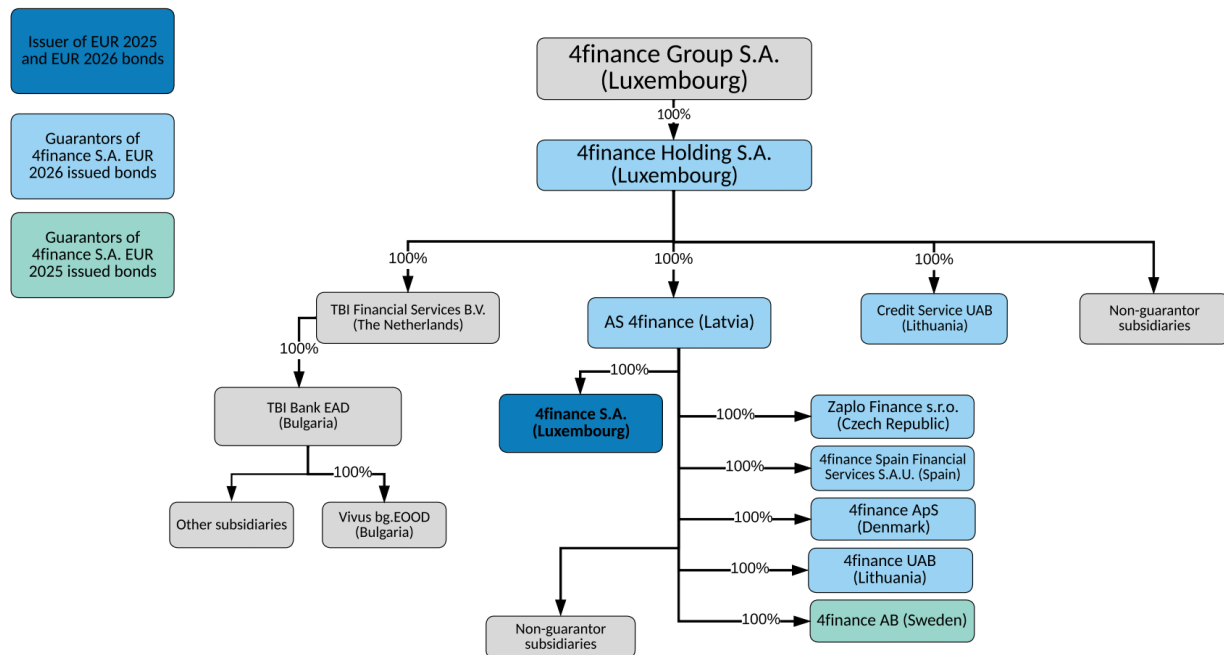 Issuer of EUR 2025
and EUR 2026 bonds
Guarantors of
4finance S.A. EUR
2026 issued bonds
Guarantors of
4finance S.A. EUR
2025 issued bonds
4finance Group S.A.
(Luxembourg)
100%
4finance Holding S.A.
(Luxembourg)
100%
100%
100%
TBI Financial Services B.V.
(The Netherlands)
AS 4finance (Latvia)
Credit Service UAB
(Lithuania)
Non-guarantor
subsidiaries
100%
TBI Bank EAD
(Bulgaria)
100%
Other subsidiaries
Vivus bg.EOOD
(Bulgaria)
100%
4finance S.A.
(Luxembourg)
100%
Zaplo Finance s.r.o.
(Czech Republic)
100%
4finance Spain Financial
Services S.A.U. (Spain)
100%
4finance ApS
(Denmark)
100%
4finance UAB
(Lithuania)
100%
4finance AB (Sweden)
Non-guarantor
subsidiaries